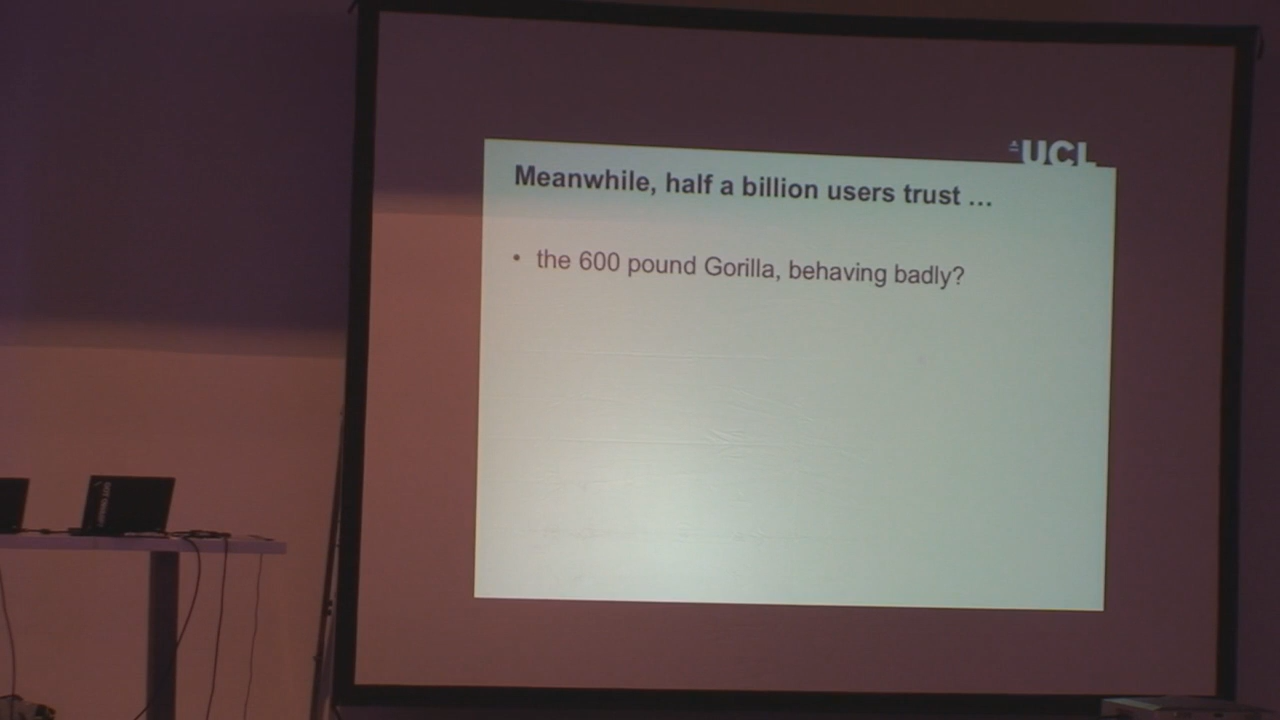 UCL
Meanwhile, half a billion users trust …
• the 600 pound Gorilla, behaving badly?